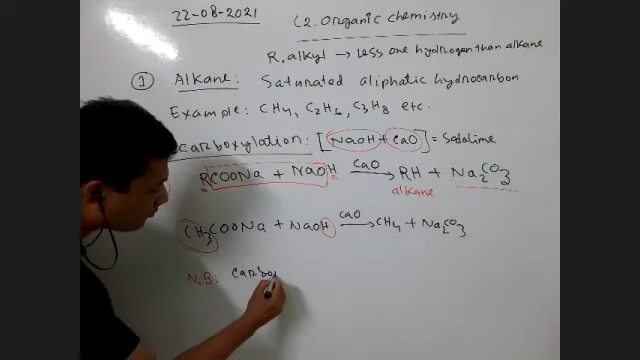 22-08-2021
C2. Organic chemistry
R, alkyl → Less one hydrogen than alkane
① Alkane: Saturated aliphatic hydrocarbon
Example: CH4, C2H6, C3H8 etc.
carboxylation: [NaOH + CaO] = Sodalime
RCOONa + NaOH CaO→ RH + Na2CO3
alkane
CH3COONa + NaOH CaO→ CH4 + Na2CO3
N.B: Carbo